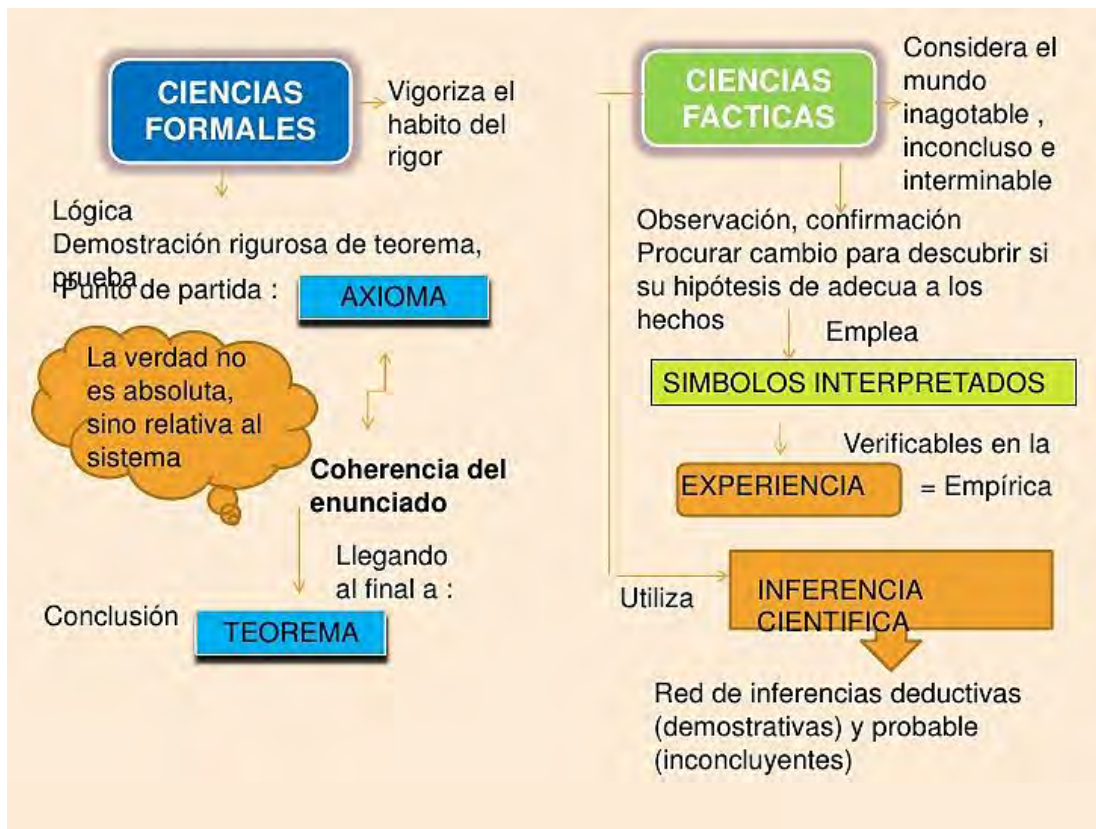 CIENCIAS
FORMALES
Vigoriza el
habito del
rigor
Lógica
Demostración rigurosa de teorema,
prueba
Punto de partida :
AXIOMA
La verdad no
es absoluta,
sino relativa al
sistema
Coherencia del
enunciado
Llegando
al final a :
Conclusión
TEOREMA
CIENCIAS
FACTICAS
Considera el
mundo
inagotable ,
inconcluso e
interminable
Observación, confirmación
Procurar cambio para descubrir si
su hipótesis de adecua a los
hechos
Emplea
SIMBOLOS INTERPRETADOS
Verificables en la
EXPERIENCIA
= Empírica
Utiliza
INFERENCIA
CIENTIFICA
Red de inferencias deductivas
(demostrativas) y probable
(inconcluyentes)